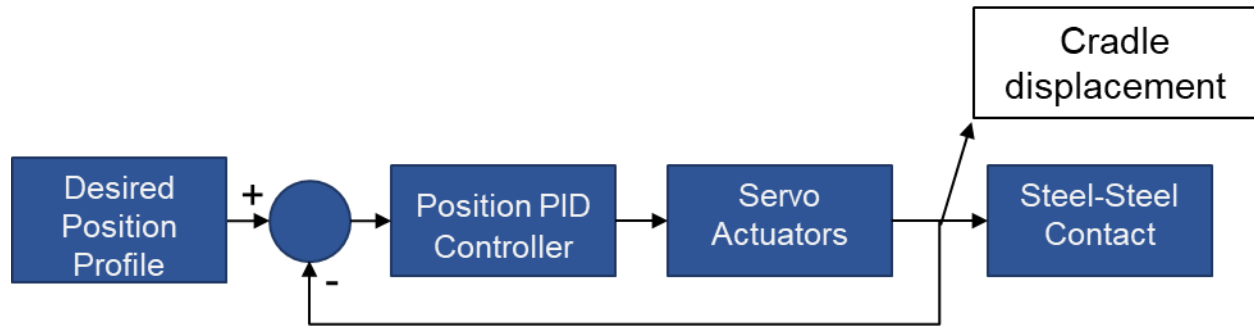 Cradle
displacement
Desired
Position
Profile
+
-
Position PID
Controller
Servo
Actuators
Steel-Steel
Contact